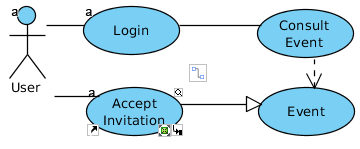 a
a
Login
Consult
Event
User
a
Accept
Invitation
Event